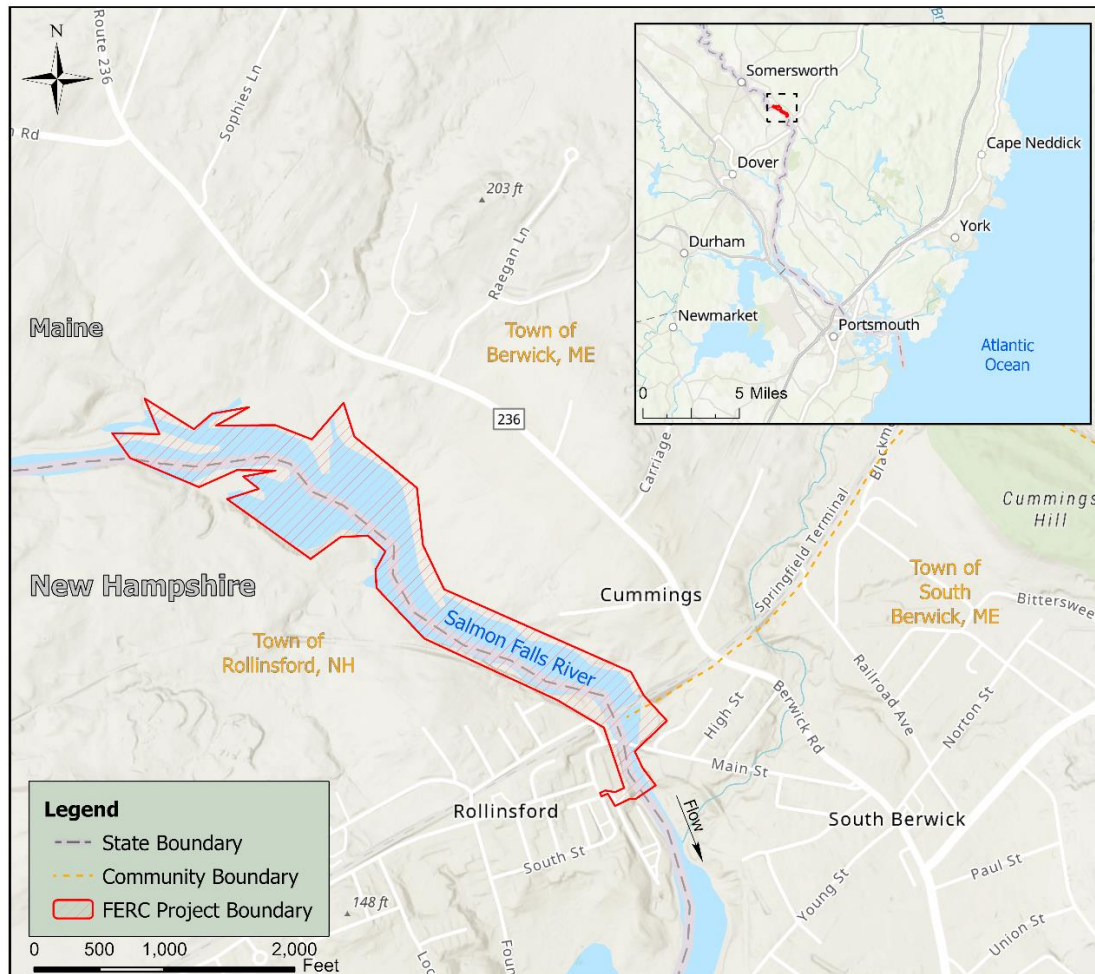 N
Route 236
Sophies Ln
Rd
203 ft
Raegan Ln
Maine
Town of
Berwick, ME
236
Carriage
Somersworth
Dover
Cape Neddick
York
Durham
Newmarket
Portsmouth
Atlantic
Ocean
0 5 Miles
Cummings
Hill
Springfield Terminal
Town of
South
Berwick, ME
New Hampshire
Town of
Rollinsford, NH
Cummings
Salmon Falls River
High St
Berwick Rd
Railroad Ave
Norton St
Main St
Flow
Rollinsford
South Berwick
South St
Young St
Paul St
Union St
148 ft
Legend
State Boundary
Community Boundary
FERC Project Boundary
0 500 1,000 2,000
Feet